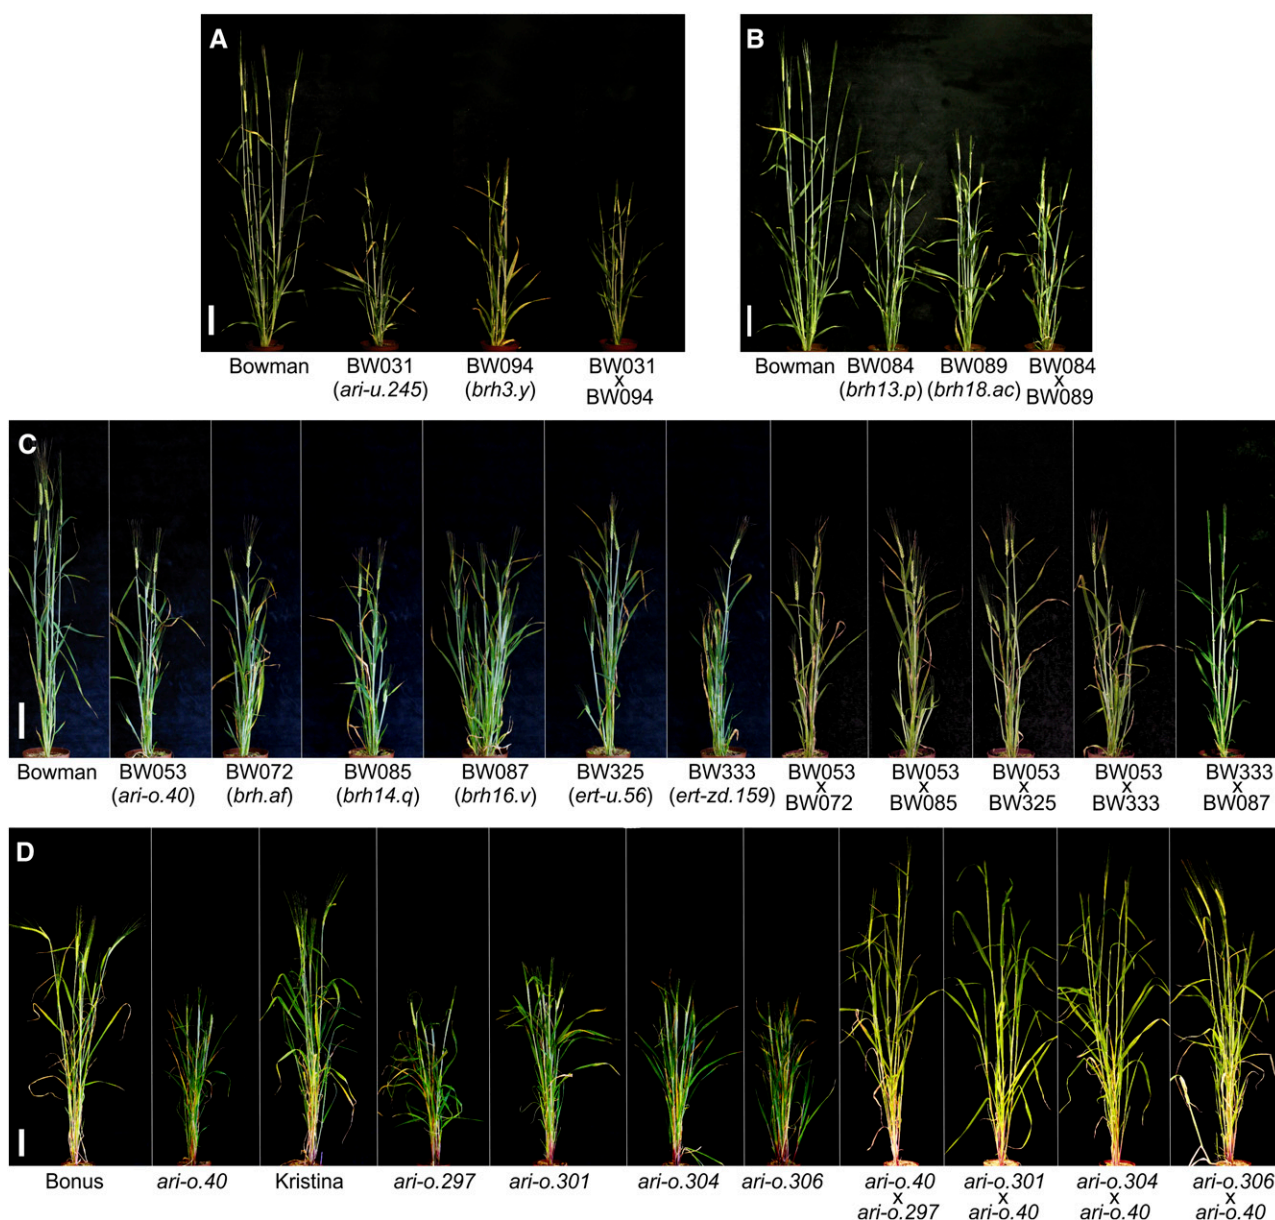 A
B
Bowman BW031 BW094 BW031
(ari-u.245) (brh3.y) x
BW094
Bowman BW084 BW089 BW084
(brh13.p) (brh18.ac) x
BW089
C
Bowman BW053 BW072 BW085 BW087 BW325 BW333 BW053 BW053 BW053 BW053 BW333
(ari-o.40) (brh.af) (brh14.q) (brh16.v) (ert-u.56) (ert-zd.159) x x x x x
BW072 BW085 BW325 BW333 BW087
D
Bonus ari-o.40 Kristina ari-o.297 ari-o.301 ari-o.304 ari-o.306 ari-o.40 ari-o.301 ari-o.304 ari-o.306
x x x x
ari-o.297 ari-o.40 ari-o.40 ari-o.40